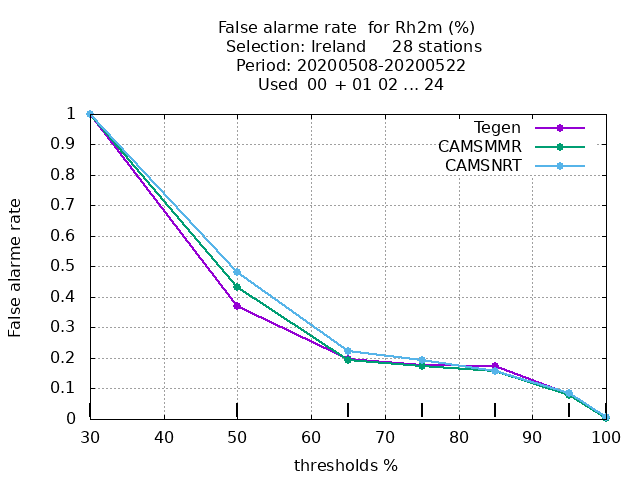 False alarme rate  for Rh2m (%)
Selection: Ireland     28 stations
Period: 20200508-20200522
Used  00  + 01 02 ... 24
Tegen
CAMSMMR
CAMSNRT
False alarme rate
1
0.9
0.8
0.7
0.6
0.5
0.4
0.3
0.2
0.1
0
30 40 50 60 70 80 90 100
thresholds %